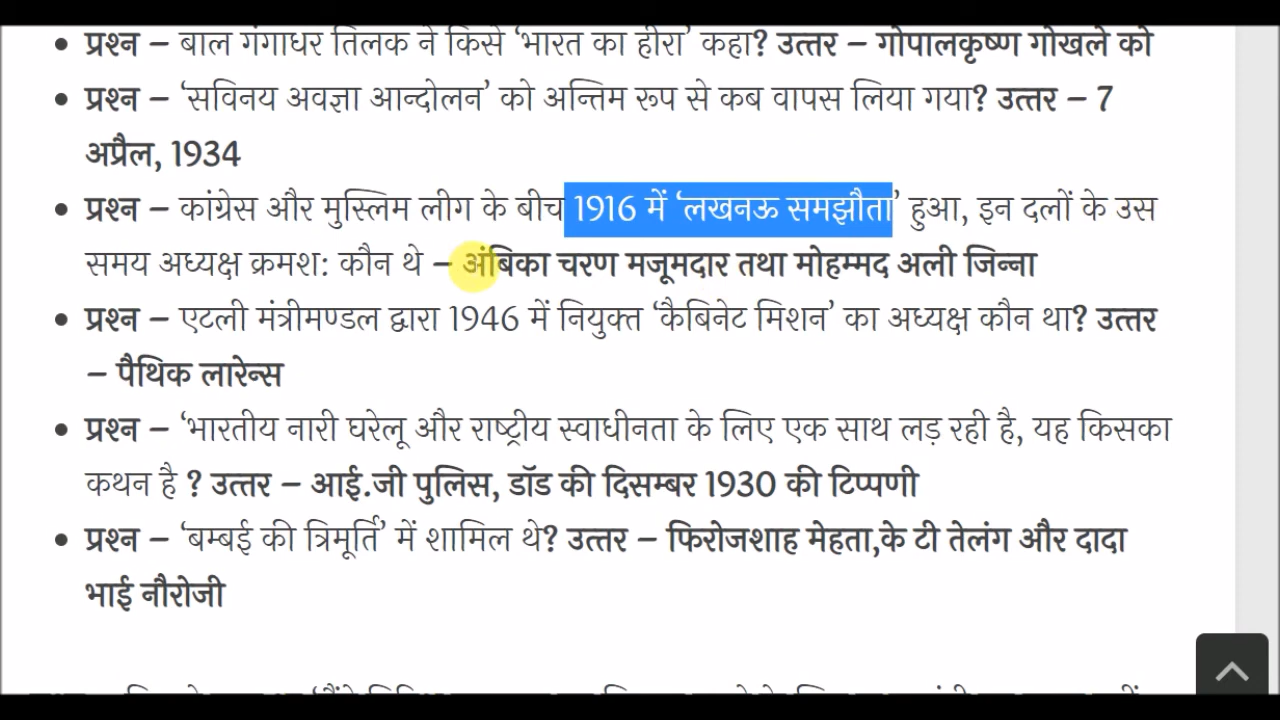 • प्रश्न – बाल गंगाधर तिलक ने किसे ‘भारत का हीरा’ कहा? उत्तर – गोपालकृष्ण गोखले को
• प्रश्न – ‘सविनय अवज्ञा आन्दोलन’ को अन्तिम रूप से कब वापस लिया गया? उत्तर – 7
अप्रैल, 1934
• प्रश्न – कांग्रेस और मुस्लिम लीग के बीच 1916 में ‘लखनऊ समझौता’ हुआ, इन दलों के उस
समय अध्यक्ष क्रमश: कौन थे – अंबिका चरण मजूमदार तथा मोहम्मद अली जिन्ना
• प्रश्न – एटली मंत्रीमण्डल द्वारा 1946 में नियुक्त ‘कैबिनेट मिशन’ का अध्यक्ष कौन था? उत्तर
– पैथिक लारेन्स
• प्रश्न – ‘भारतीय नारी घरेलू और राष्ट्रीय स्वाधीनता के लिए एक साथ लड़ रही है, यह किसका
कथन है ? उत्तर – आई.जी पुलिस, डॉड की दिसम्बर 1930 की टिप्पणी
• प्रश्न – ‘बम्बई की त्रिमूर्ति’ में शामिल थे? उत्तर – फिरोजशाह मेहता,के टी तेलंग और दादा
भाई नौरोजी